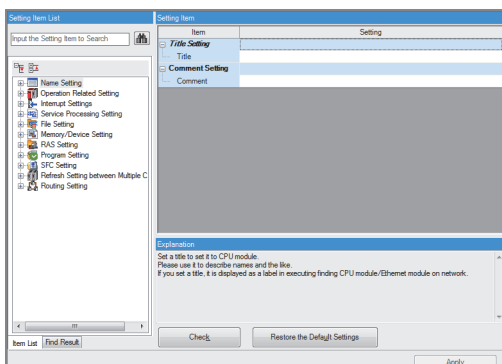 Setting Item List
Input the Setting Item to Search
Name Setting
Operation Related Setting
Interrupt Settings
Service Processing Setting
File Setting
Memory/Device Setting
RAS Setting
Program Setting
SFC Setting
Refresh Setting between Multiple C
Routing Setting
Item List
Find Result
Setting Item
Item
Setting
Title Setting
Title
Comment Setting
Comment
Explanation
Set a title to set it to CPU module.
Please use it to describe names and the like.
If you set a title, it is displayed as a label in executing finding CPU module/Ethernet module on network.
Check
Restore the Default Settings
Apply